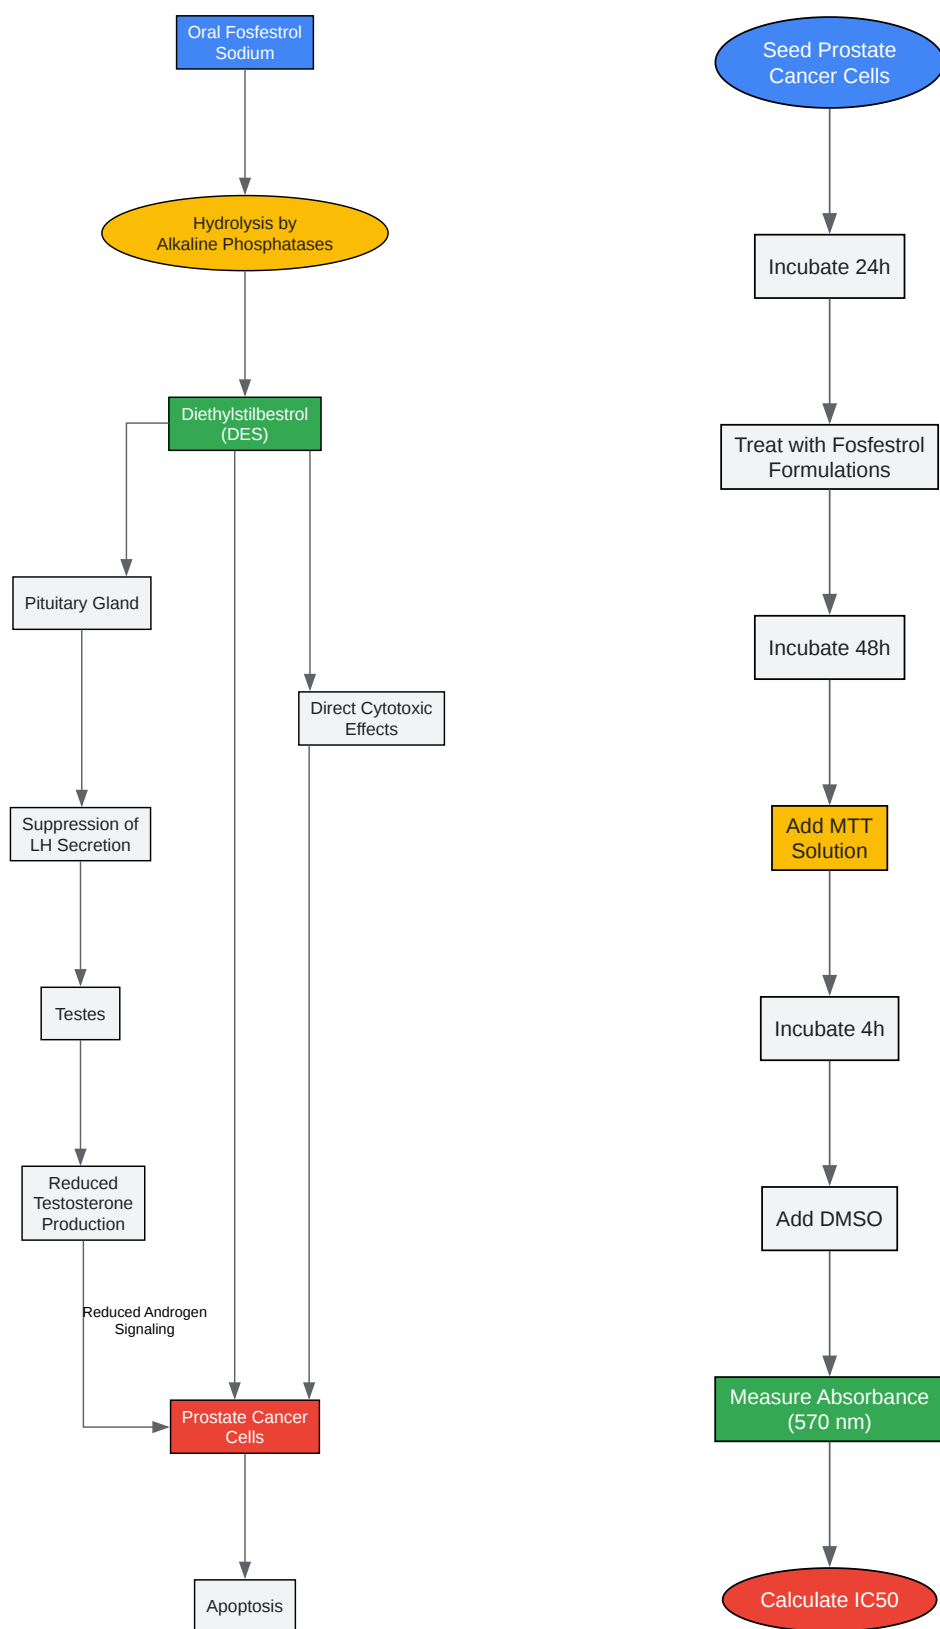 Oral Fosfestrol
Sodium
Hydrolysis by
Alkaline Phosphatases
Diethylstilbestrol
(DES)
Pituitary Gland
Direct Cytotoxic
Effects
Suppression of
LH Secretion
Testes
Reduced
Testosterone
Production
Reduced Androgen
Signaling
Prostate Cancer
Cells
Apoptosis
Seed Prostate
Cancer Cells
Incubate 24h
Treat with Fosfestrol
Formulations
Incubate 48h
Add MTT
Solution
Incubate 4h
Add DMSO
Measure Absorbance
(570 nm)
Calculate IC50